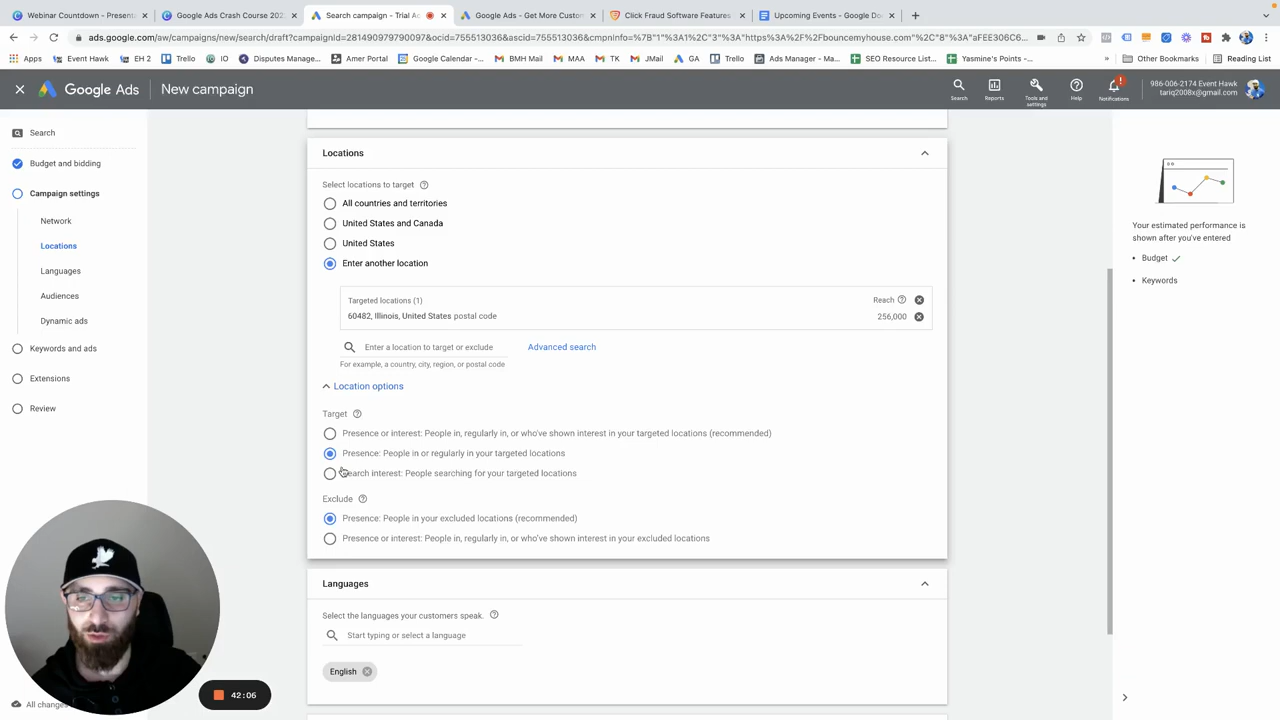 Webinar Countdown - Presenta
Google Ads Crash Course 202
Search campaign - Trial As
Google Ads - Get More Custom
Click Fraud Software Features
Upcoming Events - Google Do
ads.google.com/aw/campaigns/new/search/draft?campaignId=281490979790097&ocid=755513036&ascid=755513036&cmpnInfo=%7B"1%3A1%2C"3%3A"https%3A%2F%2Fbouncemyhouse.com"%2C"8"%3A"aFEE306C6...
Apps
Event Hawk
EH 2
Trello
IO
Disputes Manage...
Amer Portal
Google Calendar -...
BMH Mail
MAA
TK
JMail
GA
Trello
Ads Manager - Ma...
SEO Resource List...
Yasmine's Points -...
»
Other Bookmarks
Reading List
Google Ads
New campaign
Search
Reports
Tools and settings
Help
Notifications
986-006-2174 Event Hawk
tariq2008x@gmail.com
Search
Budget and bidding
Campaign settings
Network
Locations
Languages
Audiences
Dynamic ads
Keywords and ads
Extensions
Review
All changes
Locations
Select locations to target
All countries and territories
United States and Canada
United States
Enter another location
Targeted locations (1)
Reach
60482, Illinois, United States postal code
256,000
Enter a location to target or exclude
Advanced search
For example, a country, city, region, or postal code
Location options
Target
Presence or interest: People in, regularly in, or who've shown interest in your targeted locations (recommended)
Presence: People in or regularly in your targeted locations
Search interest: People searching for your targeted locations
Exclude
Presence: People in your excluded locations (recommended)
Presence or interest: People in, regularly in, or who've shown interest in your excluded locations
Languages
Select the languages your customers speak.
Start typing or select a language
English
Your estimated performance is
shown after you've entered
• Budget
• Keywords
42:06